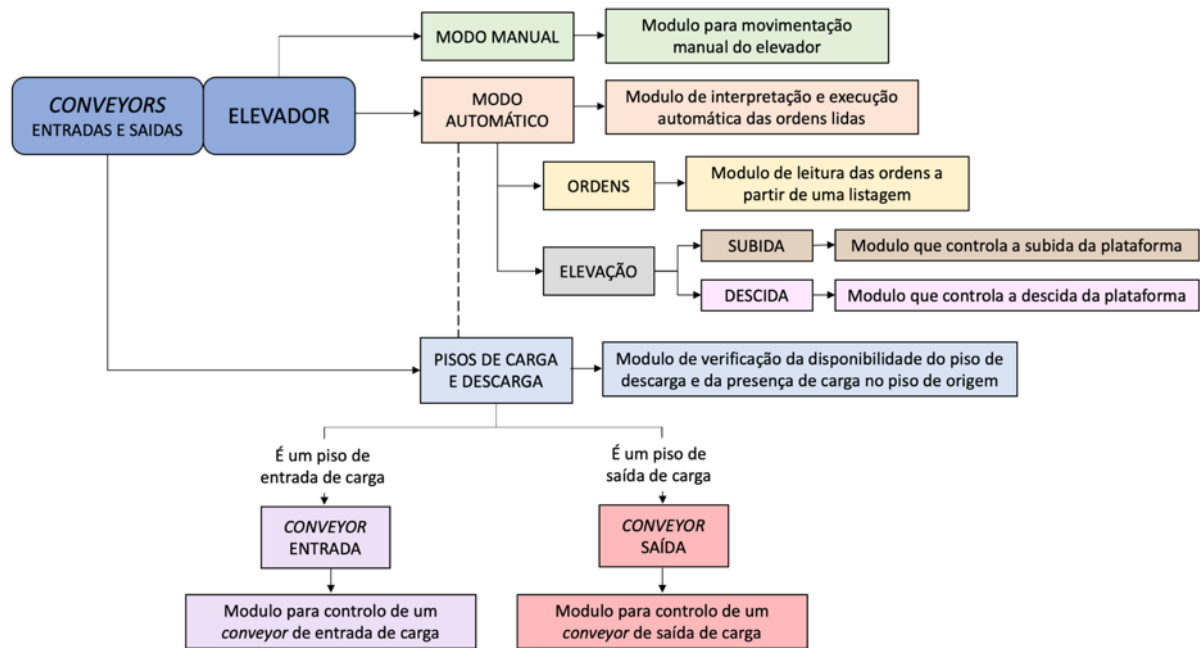 MODO MANUAL
Modulo para movimentação
manual do elevador
CONVEYORS
ENTRADAS E SAIDAS
ELEVADOR
MODO
AUTOMÁTICO
Modulo de interpretação e execução
automática das ordens lidas
ORDENS
Modulo de leitura das ordens a
partir de uma listagem
ELEVAÇÃO
SUBIDA
Modulo que controla a subida da plataforma
DESCIDA
Modulo que controla a descida da plataforma
PISOS DE CARGA
E DESCARGA
Modulo de verificação da disponibilidade do piso de
descarga e da presença de carga no piso de origem
É um piso de
entrada de carga
É um piso de
saída de carga
CONVEYOR
ENTRADA
CONVEYOR
SAÍDA
Modulo para controlo de um
conveyor de entrada de carga
Modulo para controlo de um
conveyor de saída de carga